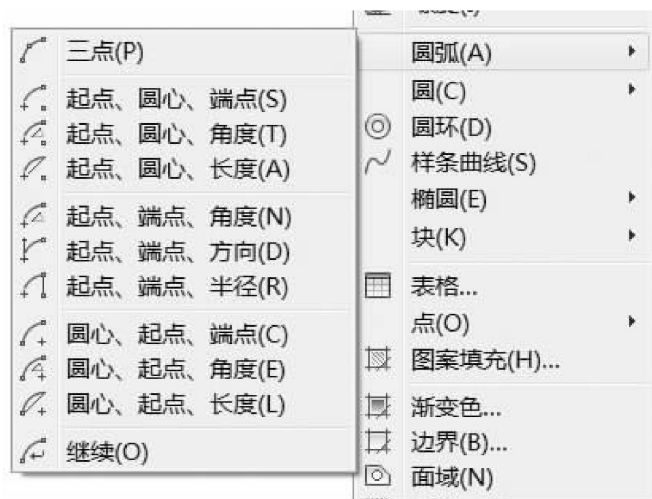 三点(P)
起点、圆心、端点(S)
起点、圆心、角度(T)
起点、圆心、长度(A)
起点、端点、角度(N)
起点、端点、方向(D)
起点、端点、半径(R)
圆心、起点、端点(C)
圆心、起点、角度(E)
圆心、起点、长度(L)
继续(O)
圆弧(A)
圆(C)
圆环(D)
样条曲线(S)
椭圆(E)
块(K)
表格...
点(O)
图案填充(H)...
渐变色...
边界(B)...
面域(N)